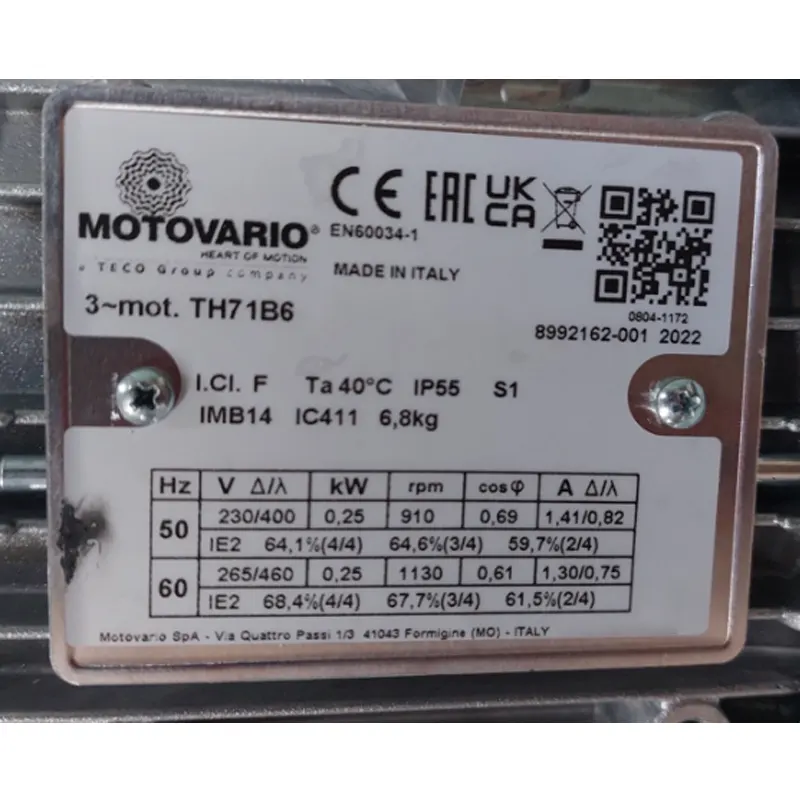 MOTOVARIO®
HEART OF MOTION
a TECO Group company
CE EAC UK CA
EN60034-1
MADE IN ITALY
3~mot. TH71B6
0804-1172
8992162-001 2022
I.Cl. F Ta 40°C IP55 S1
IMB14 IC411 6,8kg
Hz V Δ/λ kW rpm cosφ A Δ/λ
50 230/400 0,25 910 0,69 1,41/0,82
IE2 64,1%(4/4) 64,6%(3/4) 59,7%(2/4)
60 265/460 0,25 1130 0,61 1,30/0,75
IE2 68,4%(4/4) 67,7%(3/4) 61,5%(2/4)
Motovario SpA - Via Quattro Passi 1/3 41043 Formigine (MO) - ITALY